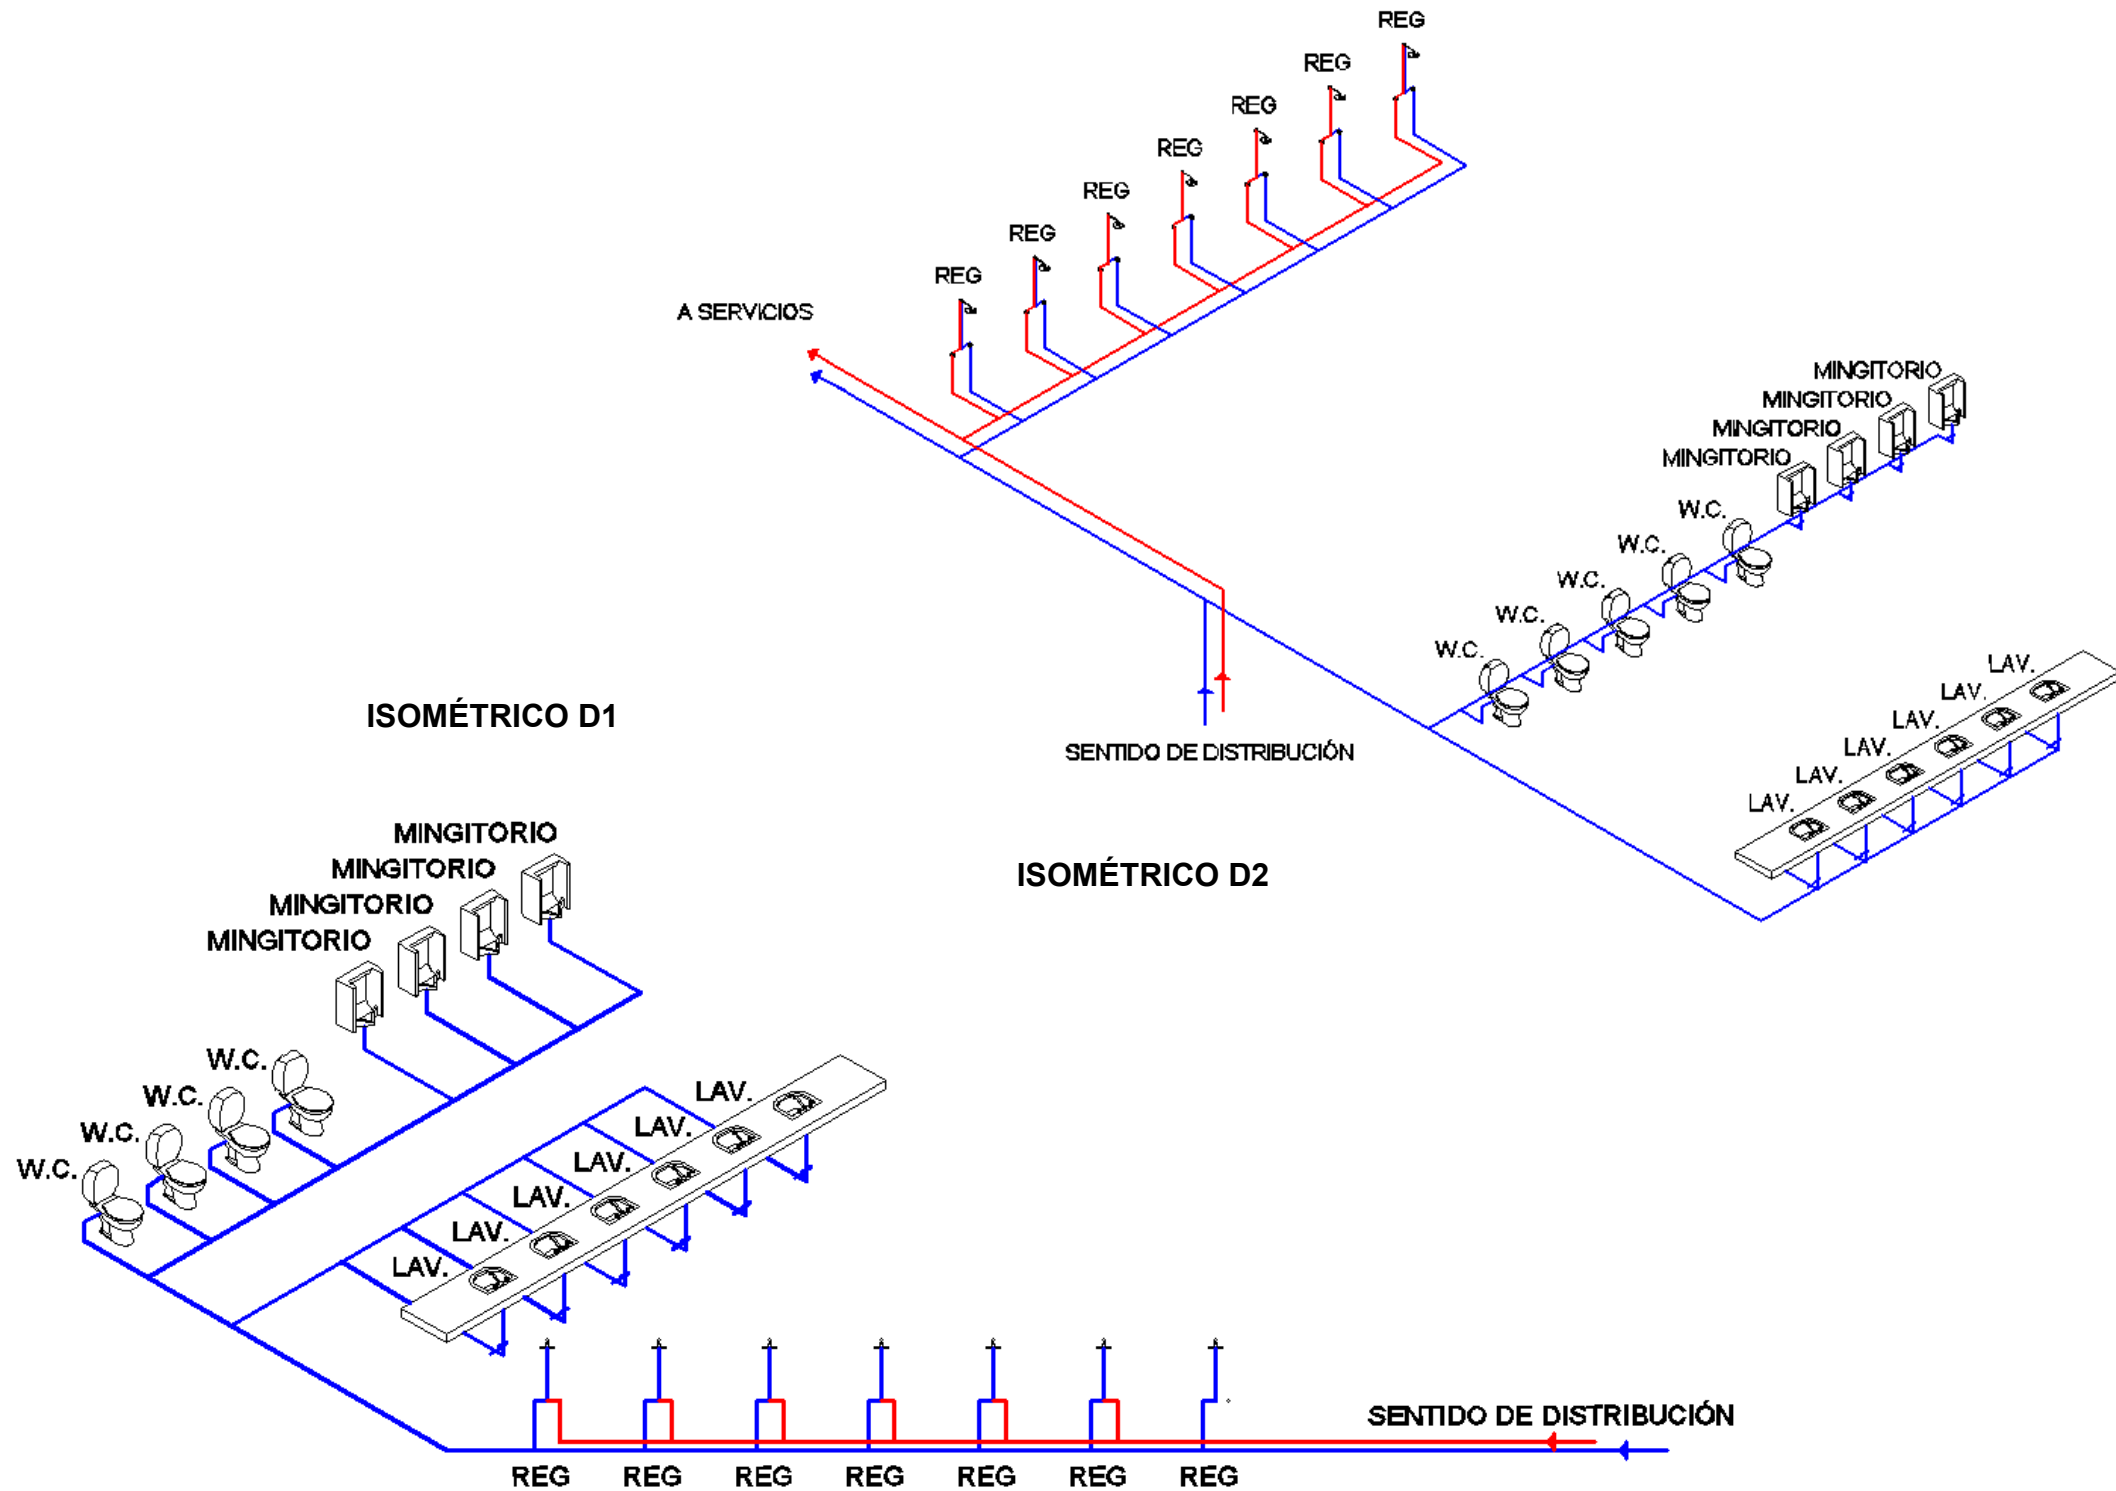 REG
REG
REG
REG
REG
REG
REG
A SERVICIOS
MINGITORIO
MINGITORIO
MINGITORIO
MINGITORIO
W.C.
W.C.
W.C.
W.C.
W.C.
LAV.
LAV.
LAV.
LAV.
LAV.
LAV.
SENTIDO DE DISTRIBUCIÓN
ISOMÉTRICO D1
ISOMÉTRICO D2
MINGITORIO
MINGITORIO
MINGITORIO
MINGITORIO
W.C.
W.C.
W.C.
W.C.
LAV.
LAV.
LAV.
LAV.
LAV.
LAV.
SENTIDO DE DISTRIBUCIÓN
REG REG REG REG REG REG REG